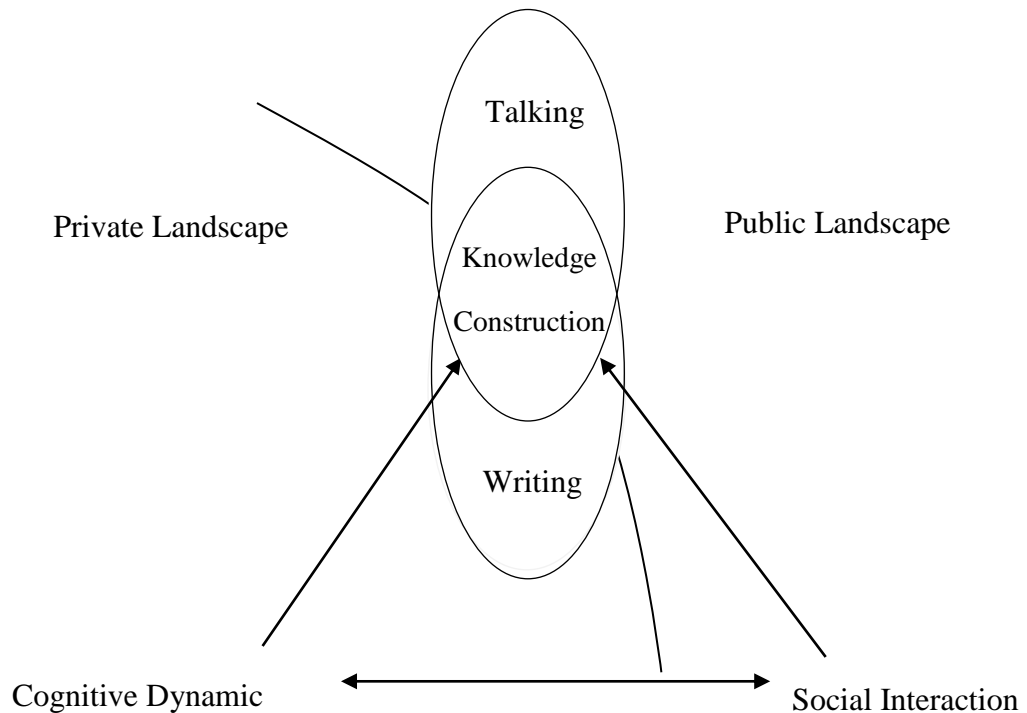 Talking
Private Landscape
Public Landscape
Knowledge
Construction
Writing
Cognitive Dynamic
Social Interaction